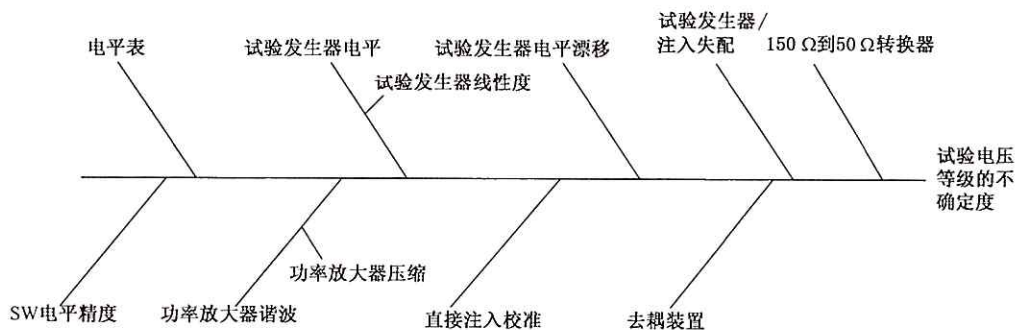 电平表
试验发生器电平
试验发生器线性度
试验发生器电平漂移
试验发生器/
注入失配
150 Ω到50 Ω转换器
试验电压
等级的不
确定度
SW电平精度
功率放大器谐波
功率放大器压缩
直接注入校准
去耦装置